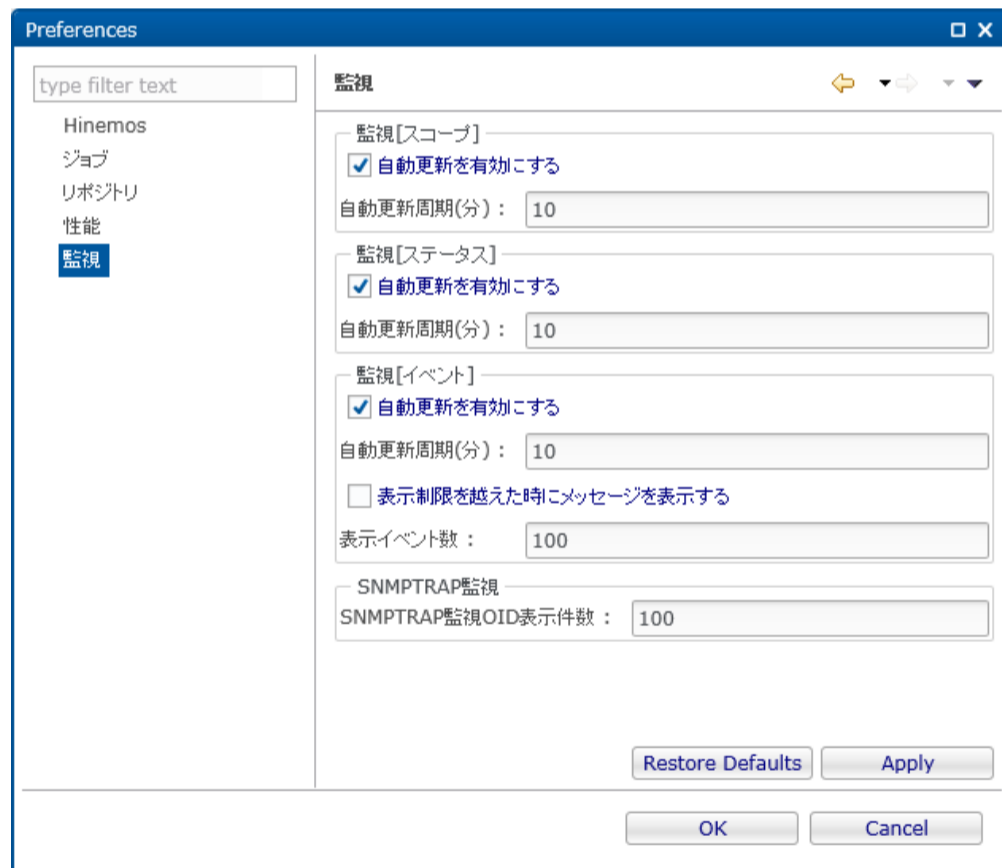 Preferences
type filter text
Hinemos
ジョブ
リポジトリ
性能
監視
監視
監視[スコープ]
自動更新を有効にする
自動更新周期(分) : 10
監視[ステータス]
自動更新を有効にする
自動更新周期(分) : 10
監視[イベント]
自動更新を有効にする
自動更新周期(分) : 10
表示制限を越えた時にメッセージを表示する
表示イベント数 : 100
SNMPTRAP監視
SNMPTRAP監視OID表示件数 : 100
Restore Defaults Apply
OK Cancel